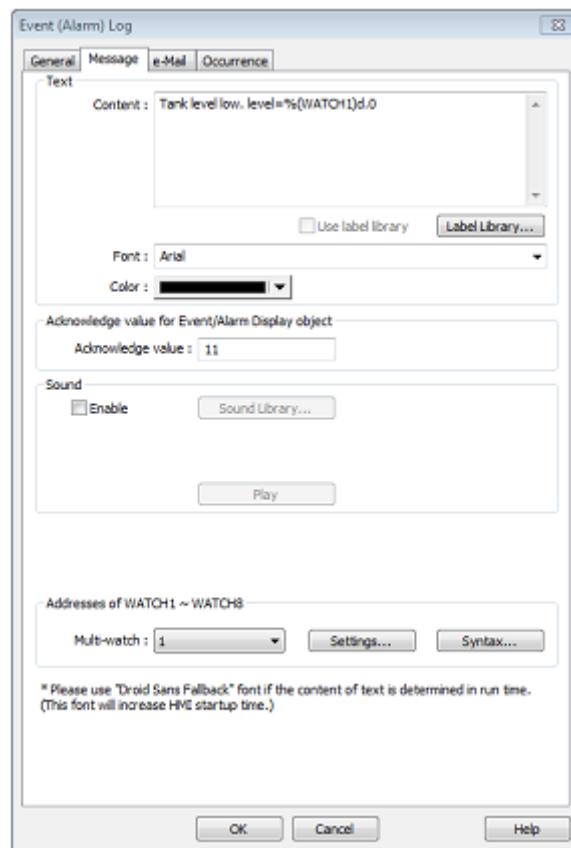 Event (Alarm) Log
General Message e-Mail Occurrence
Text
Content : Tank level low. level=%(WATCH1)d.0
Use label library Label Library...
Font : Arial
Color :
Acknowledge value for Event/Alarm Display object
Acknowledge value : 11
Sound
Enable Sound Library...
Play
Addresses of WATCH1 ~ WATCH8
Multi-watch : 1 Settings... Syntax...
* Please use "Droid Sans Fallback" font if the content of text is determined in run time.
(This font will increase HMI startup time.)
OK Cancel Help